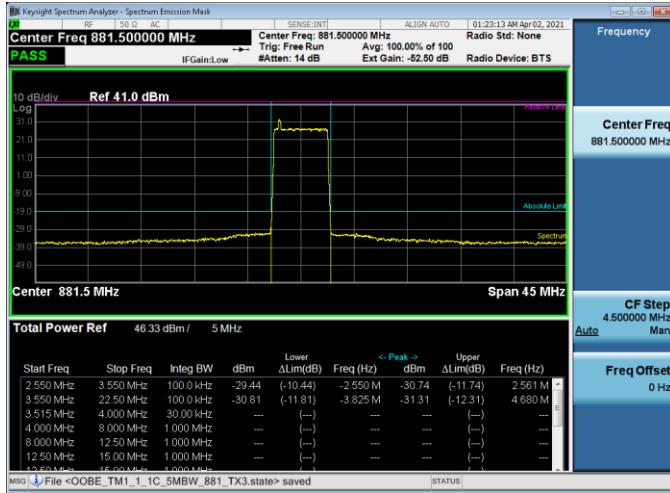 Keysight Spectrum Analyzer - Spectrum Emission Mask
RF 50 Ω AC SENSE:INT ALIGN AUTO 01:23:13 AM Apr 02, 2021
Center Freq 881.500000 MHz Center Freq: 881.500000 MHz Radio Std: None
Trig: Free Run Avg: 100.00% of 100
PASS IFGain:Low #Atten: 14 dB Ext Gain: -52.50 dB Radio Device: BTS
10 dB/div Ref 41.0 dBm
Log
Relative Limit
31.0
21.0
11.0
1.00
-9.00
-19.0
Absolute Limit
-29.0
Spectrum
-39.0
-49.0
Center 881.5 MHz Span 45 MHz
Total Power Ref 46.33 dBm / 5 MHz
Lower <- Peak -> Upper
Start Freq Stop Freq Integ BW dBm ΔLim(dB) Freq (Hz) dBm ΔLim(dB) Freq (Hz)
2.550 MHz 3.550 MHz 100.0 kHz -29.44 (-10.44) -2.550 M -30.74 (-11.74) 2.561 M
3.550 MHz 22.50 MHz 100.0 kHz -30.81 (-11.81) -3.825 M -31.31 (-12.31) 4.680 M
3.515 MHz 4.000 MHz 30.00 kHz --- (---) --- --- (---) ---
4.000 MHz 8.000 MHz 1.000 MHz --- (---) --- --- (---) ---
8.000 MHz 12.50 MHz 1.000 MHz --- (---) --- --- (---) ---
12.50 MHz 15.00 MHz 1.000 MHz --- (---) --- --- (---) ---
MSG File <OOBE_TM1_1_1C_5MBW_881_TX3.state> saved STATUS
Frequency
Center Freq
881.500000 MHz
CF Step
4.500000 MHz
Auto Man
Freq Offset
0 Hz